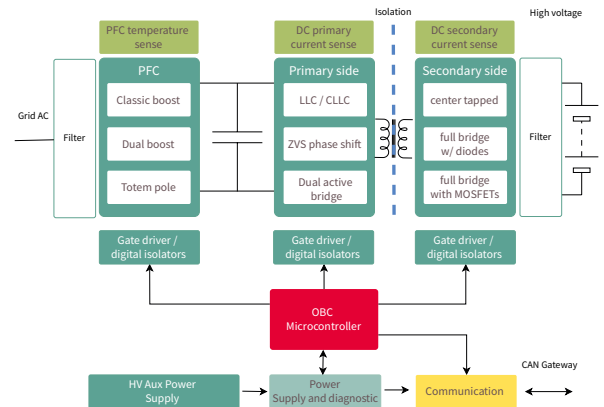 Isolation
High voltage
PFC temperature
sense
DC primary
current sense
DC secondary
current sense
PFC
Primary side
Secondary side
Grid AC
Filter
Classic boost
LLC / CLLC
center tapped
Filter
Dual boost
ZVS phase shift
full bridge
w/ diodes
Totem pole
Dual active
bridge
full bridge
with MOSFETs
Gate driver /
digital isolators
Gate driver /
digital isolators
Gate driver /
digital isolators
OBC
Microcontroller
HV Aux Power
Supply
Power
Supply and diagnostic
Communication
CAN Gateway